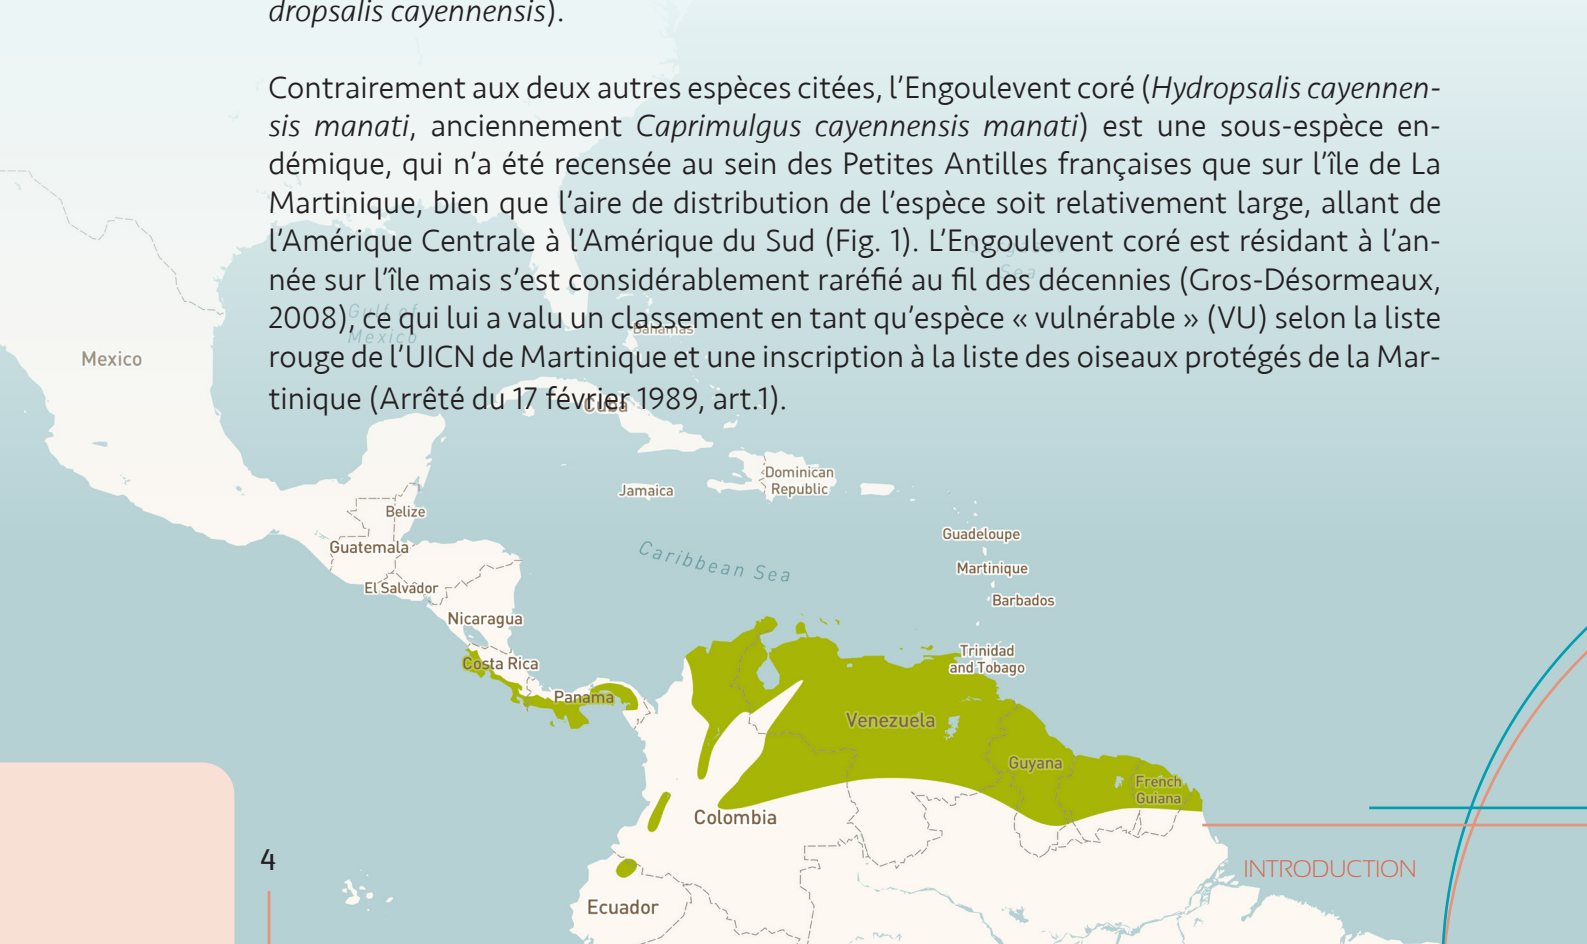 dropsalis cayennensis).
Contrairement aux deux autres espèces citées, l'Engoulevent coré (Hydropsalis cayennen-
sis manati, anciennement Caprimulgus cayennensis manati) est une sous-espèce en-
démique, qui n'a été recensée au sein des Petites Antilles françaises que sur l'île de La
Martinique, bien que l'aire de distribution de l'espèce soit relativement large, allant de
l'Amérique Centrale à l'Amérique du Sud (Fig. 1). L'Engoulevent coré est résidant à l'an-
née sur l'île mais s'est considérablement raréfié au fil des décennies (Gros-Désormeaux,
2008), ce qui lui a valu un classement en tant qu'espèce « vulnérable » (VU) selon la liste
rouge de l'UICN de Martinique et une inscription à la liste des oiseaux protégés de la Mar-
tinique (Arrêté du 17 février 1989, art.1).
Sea
Gulf of
Mexico
Bahamas
Mexico
Cuba
Dominican
Republic
Jamaica
Belize
Guadeloupe
Guatemala
Caribbean Sea
Martinique
El Salvador
Barbados
Nicaragua
Trinidad
and Tobago
Costa Rica
Panama
Venezuela
Guyana
French
Guiana
Colombia
4
INTRODUCTION
Ecuador